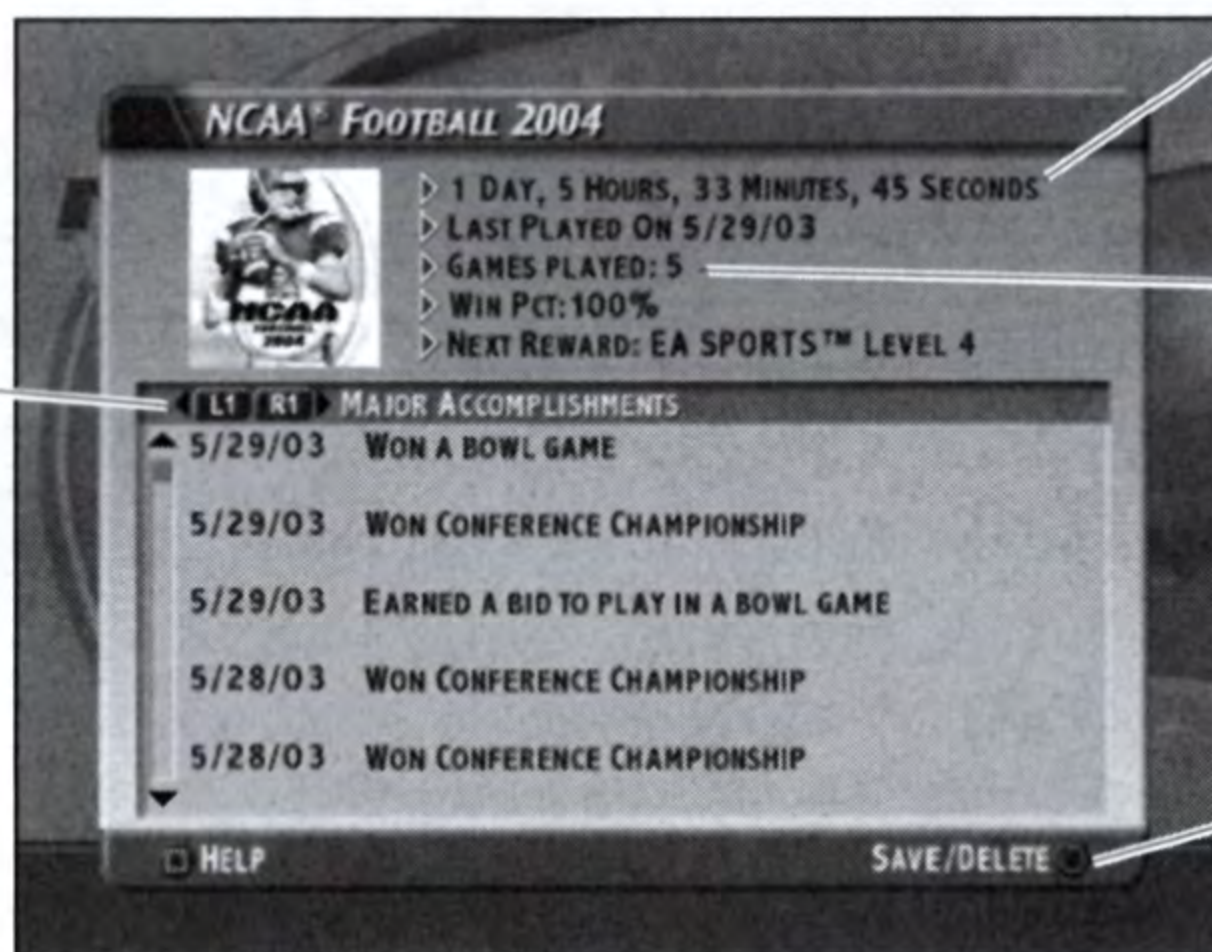 NCAA® FOOTBALL 2004
1 DAY, 5 HOURS, 33 MINUTES, 45 SECONDS
LAST PLAYED ON 5/29/03
GAMES PLAYED: 5
WIN PCT: 100%
NEXT REWARD: EA SPORTS™ LEVEL 4
NCAA
FOOTBALL
2004
L1 R1 MAJOR ACCOMPLISHMENTS
5/29/03 WON A BOWL GAME
5/29/03 WON CONFERENCE CHAMPIONSHIP
5/29/03 EARNED A BID TO PLAY IN A BOWL GAME
5/28/03 WON CONFERENCE CHAMPIONSHIP
5/28/03 WON CONFERENCE CHAMPIONSHIP
HELP SAVE/DELETE